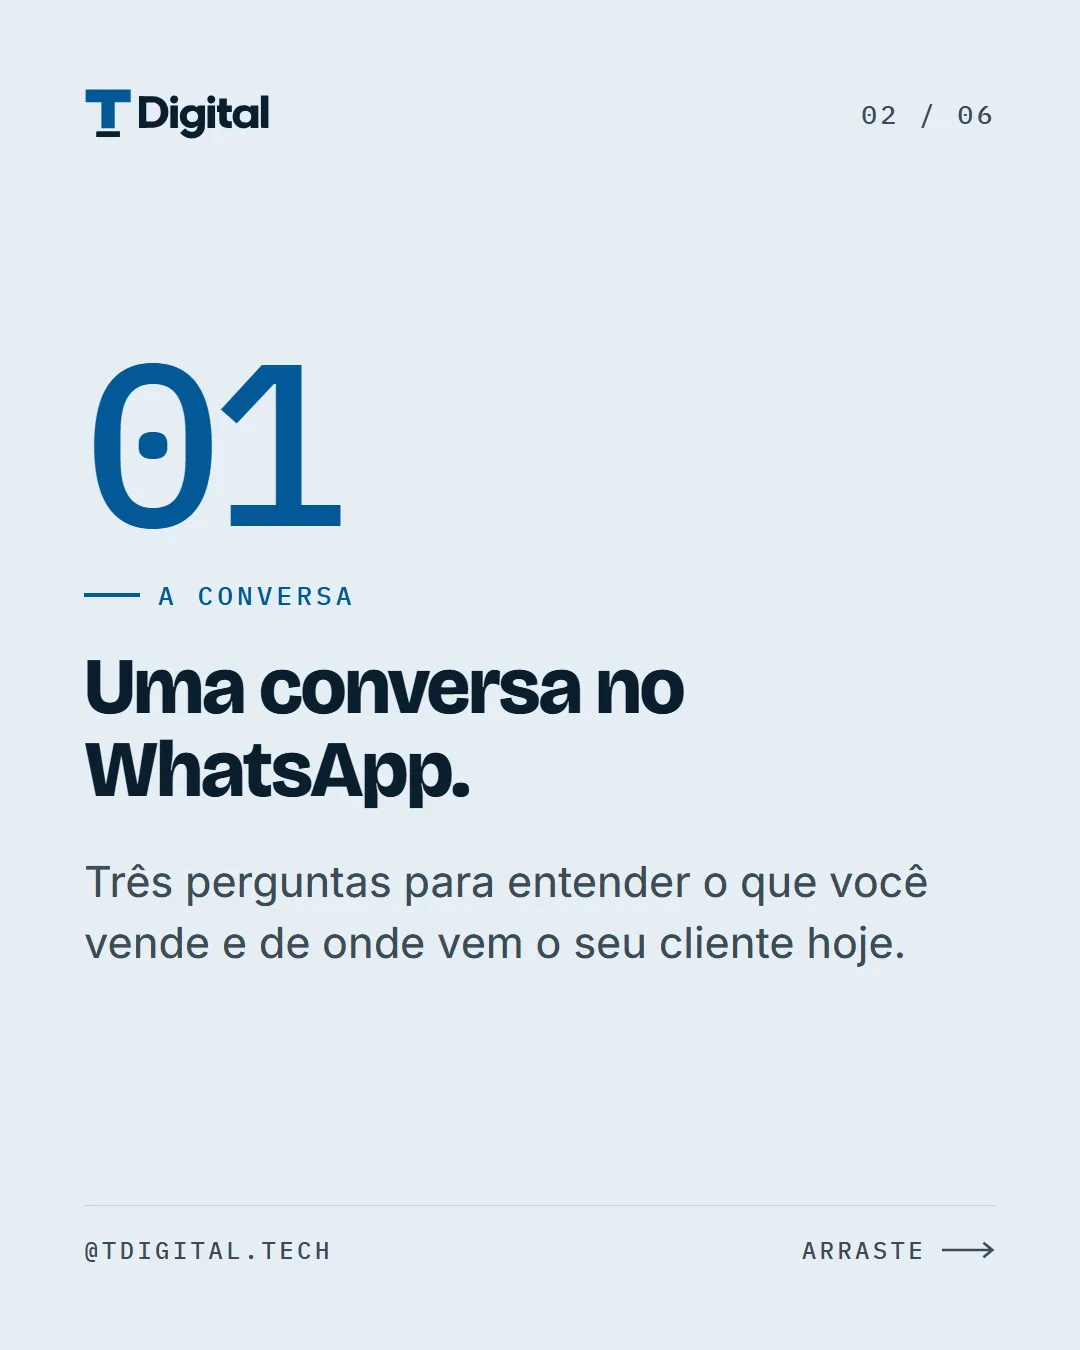 TDigital
02 / 06
01
A CONVERSA
Uma conversa no
WhatsApp.
Três perguntas para entender o que você
vende e de onde vem o seu cliente hoje.
@TDIGITAL.TECH
ARRASTE